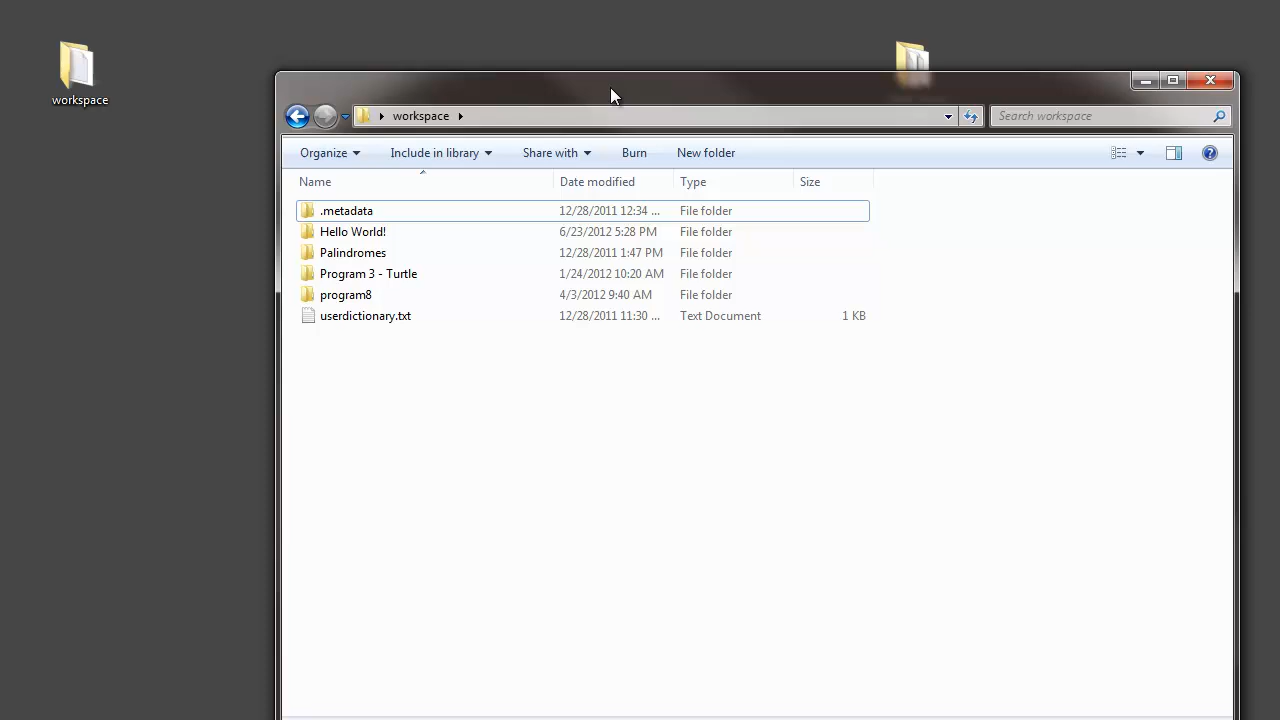 workspace
workspace
Search workspace
Organize
Include in library
Share with
Burn
New folder
Name Date modified Type Size
.metadata 12/28/2011 12:34 ... File folder
Hello World! 6/23/2012 5:28 PM File folder
Palindromes 12/28/2011 1:47 PM File folder
Program 3 - Turtle 1/24/2012 10:20 AM File folder
program8 4/3/2012 9:40 AM File folder
userdictionary.txt 12/28/2011 11:30 ... Text Document 1 KB